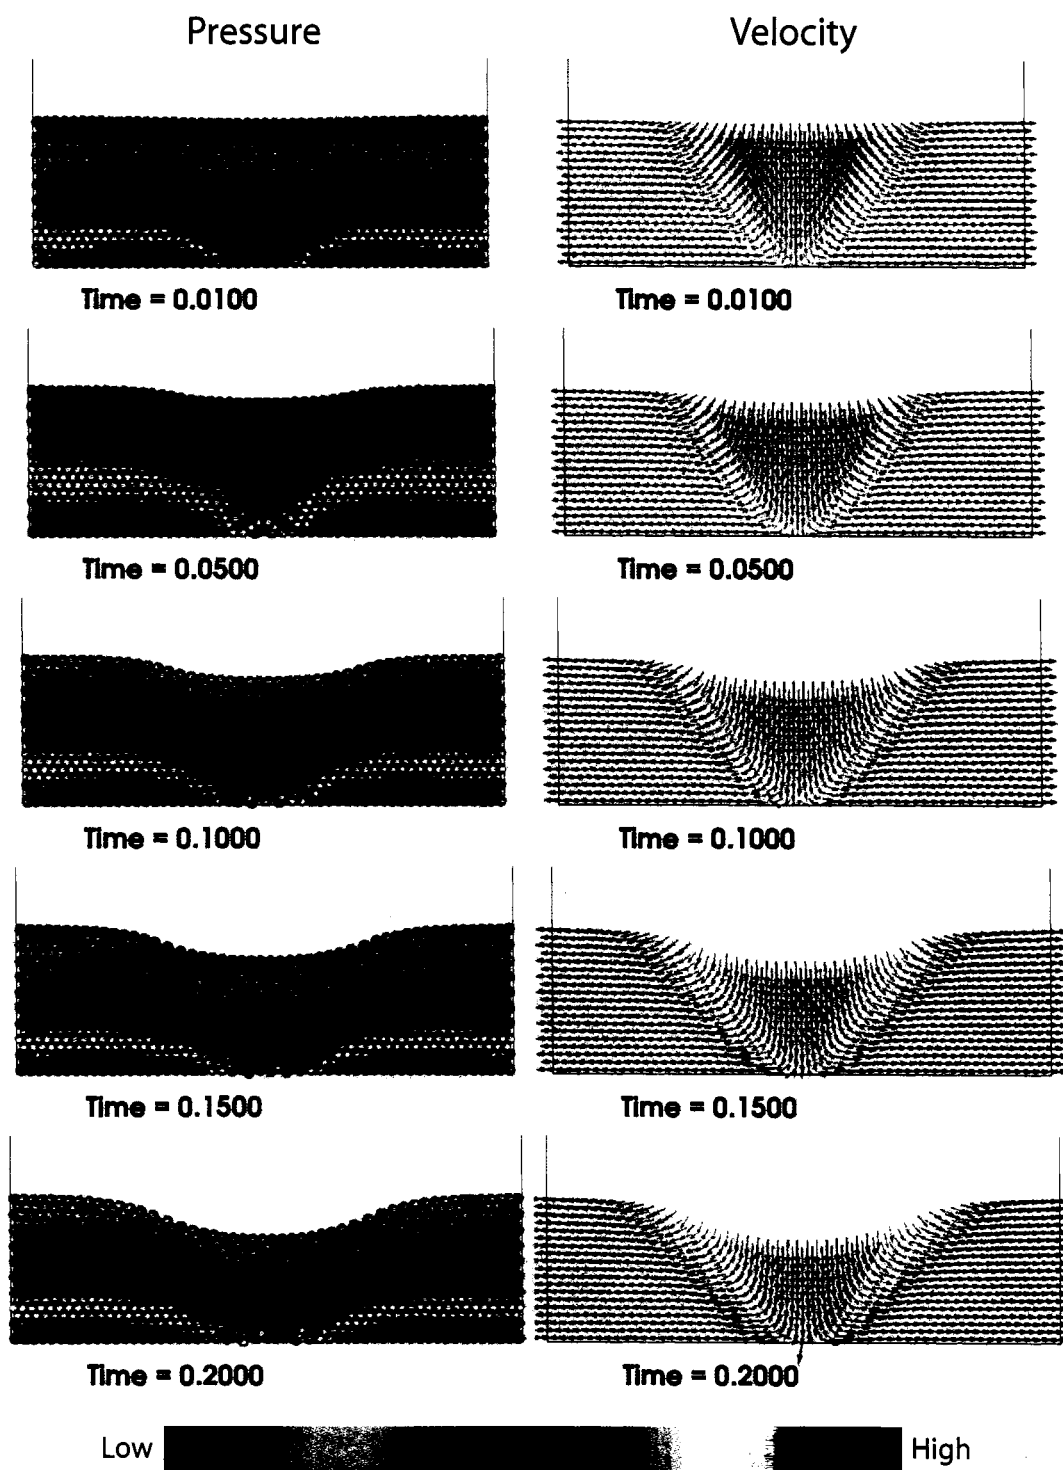 Pressure Velocity
Time = 0.0100 Time = 0.0100
Time = 0.0500 Time = 0.0500
Time = 0.1000 Time = 0.1000
Time = 0.1500 Time = 0.1500
Time = 0.2000 Time = 0.2000
Low High